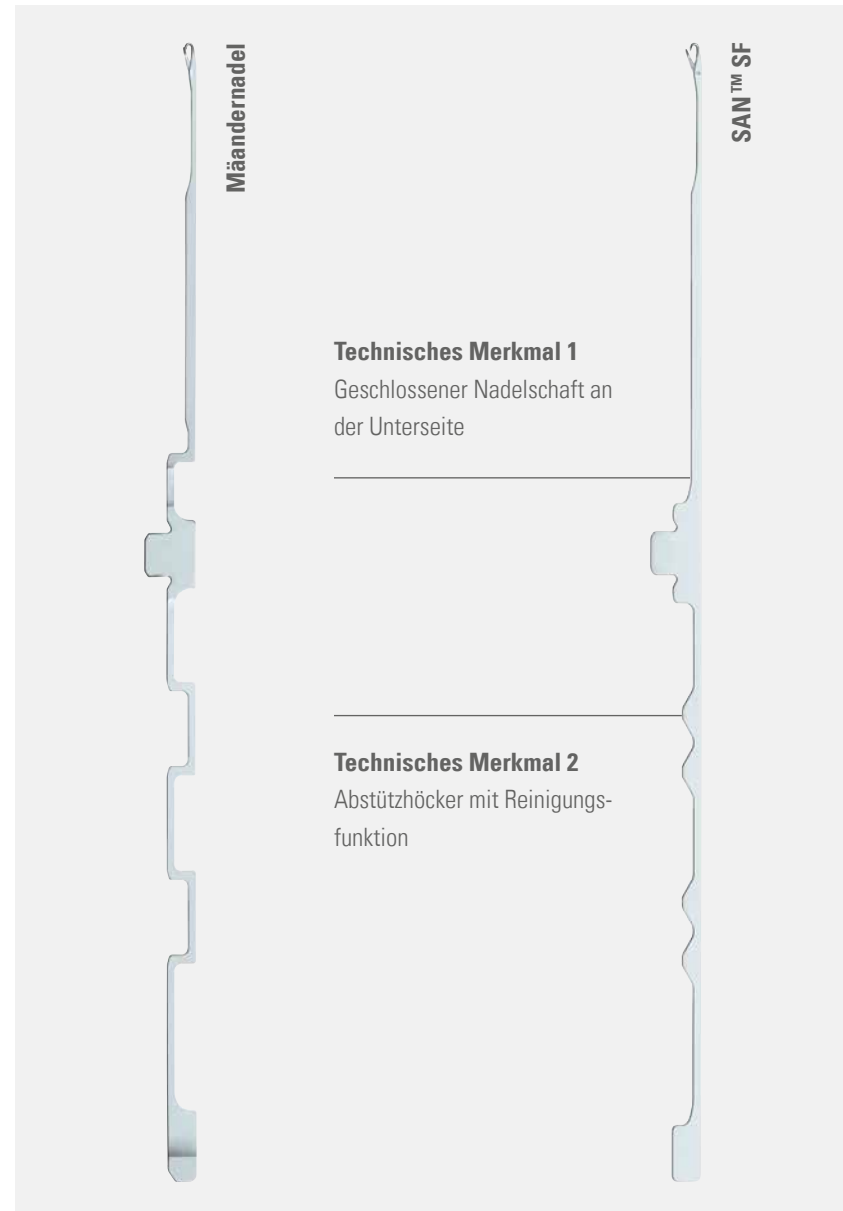 Mäandernadel
SAN™ SF
Technisches Merkmal 1
Geschlossener Nadelschaft an
der Unterseite
Technisches Merkmal 2
Abstützhöcker mit Reinigungs-
funktion